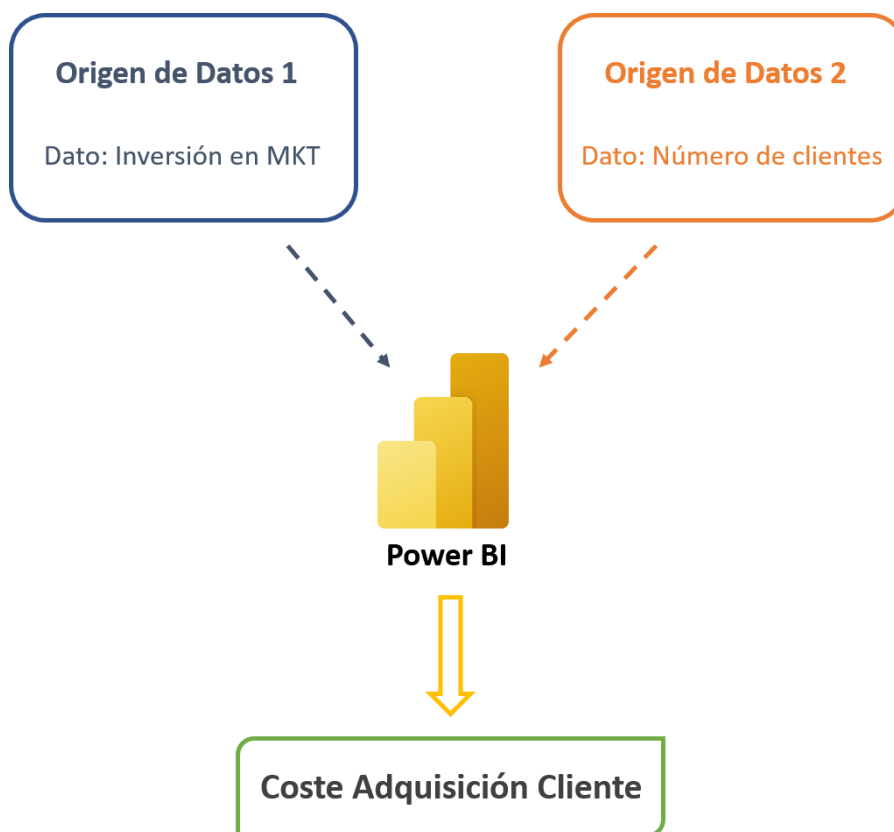 Origen de Datos 1
Dato: Inversión en MKT
Origen de Datos 2
Dato: Número de clientes
Power BI
Coste Adquisición Cliente